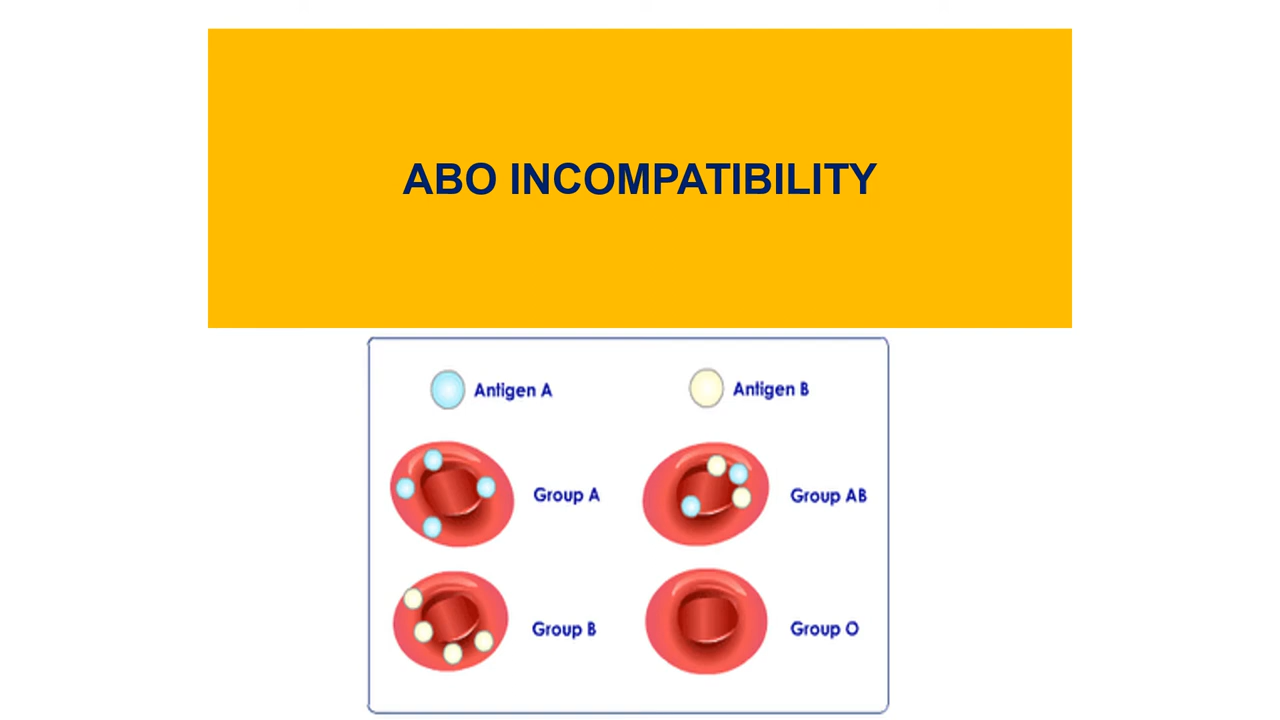 ABO INCOMPATIBILITY
Antigen A
Antigen B
Group A
Group AB
Group B
Group O